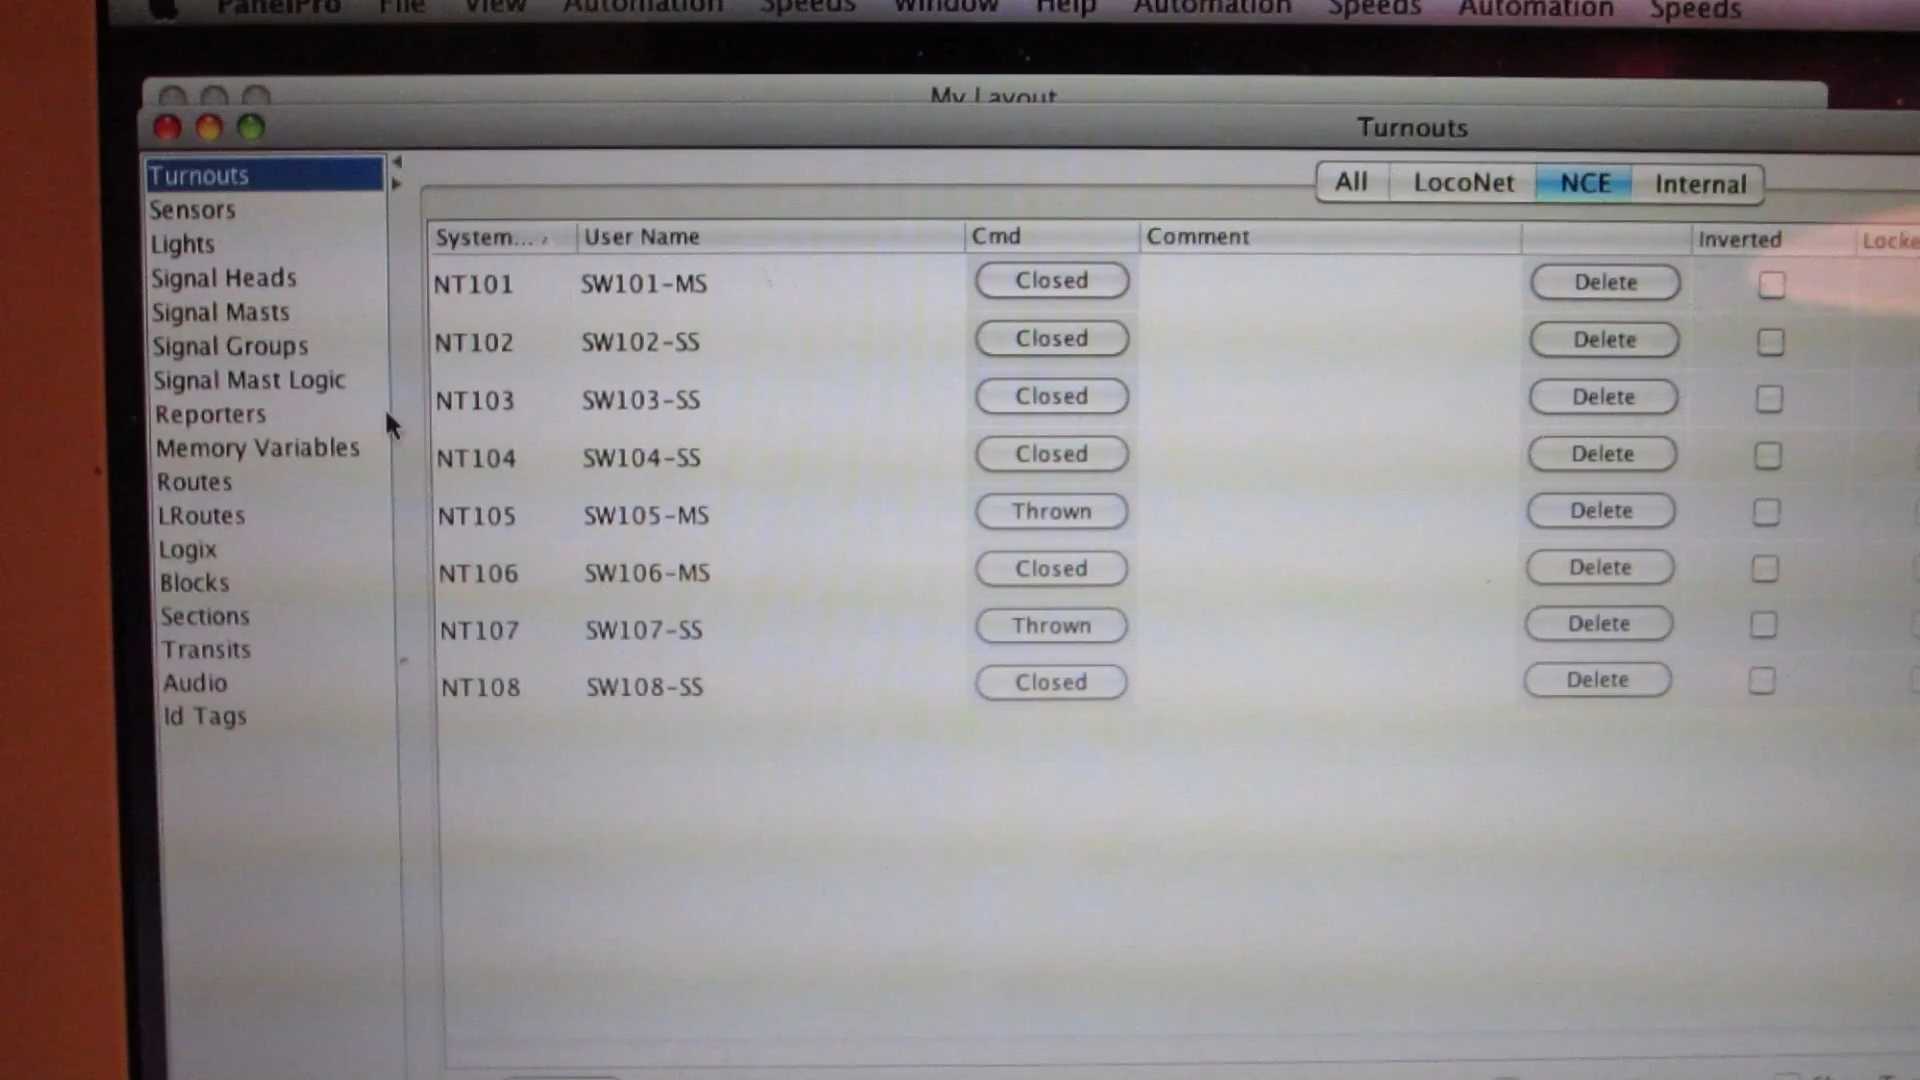 PanelPro File View Automation Speeds Window Help Automation Speeds Automation Speeds
My Layout
Turnouts
All LocoNet NCE Internal
Turnouts
Sensors
Lights
Signal Heads
Signal Masts
Signal Groups
Signal Mast Logic
Reporters
Memory Variables
Routes
LRoutes
Logix
Blocks
Sections
Transits
Audio
Id Tags
System... User Name Cmd Comment Inverted Locke
NT101 SW101-MS Closed Delete
NT102 SW102-SS Closed Delete
NT103 SW103-SS Closed Delete
NT104 SW104-SS Closed Delete
NT105 SW105-MS Thrown Delete
NT106 SW106-MS Closed Delete
NT107 SW107-SS Thrown Delete
NT108 SW108-SS Closed Delete